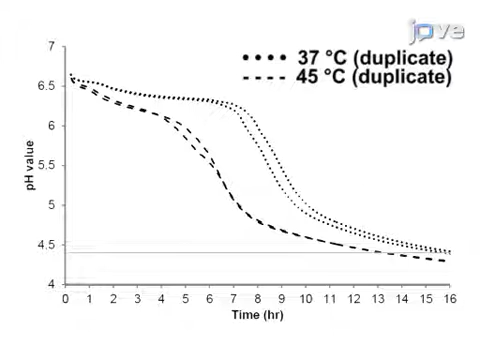 jove
7
37 °C (duplicate)
45 °C (duplicate)
6.5
6
5.5
5
4.5
4
pH value
0 1 2 3 4 5 6 7 8 9 10 11 12 13 14 15 16
Time (hr)